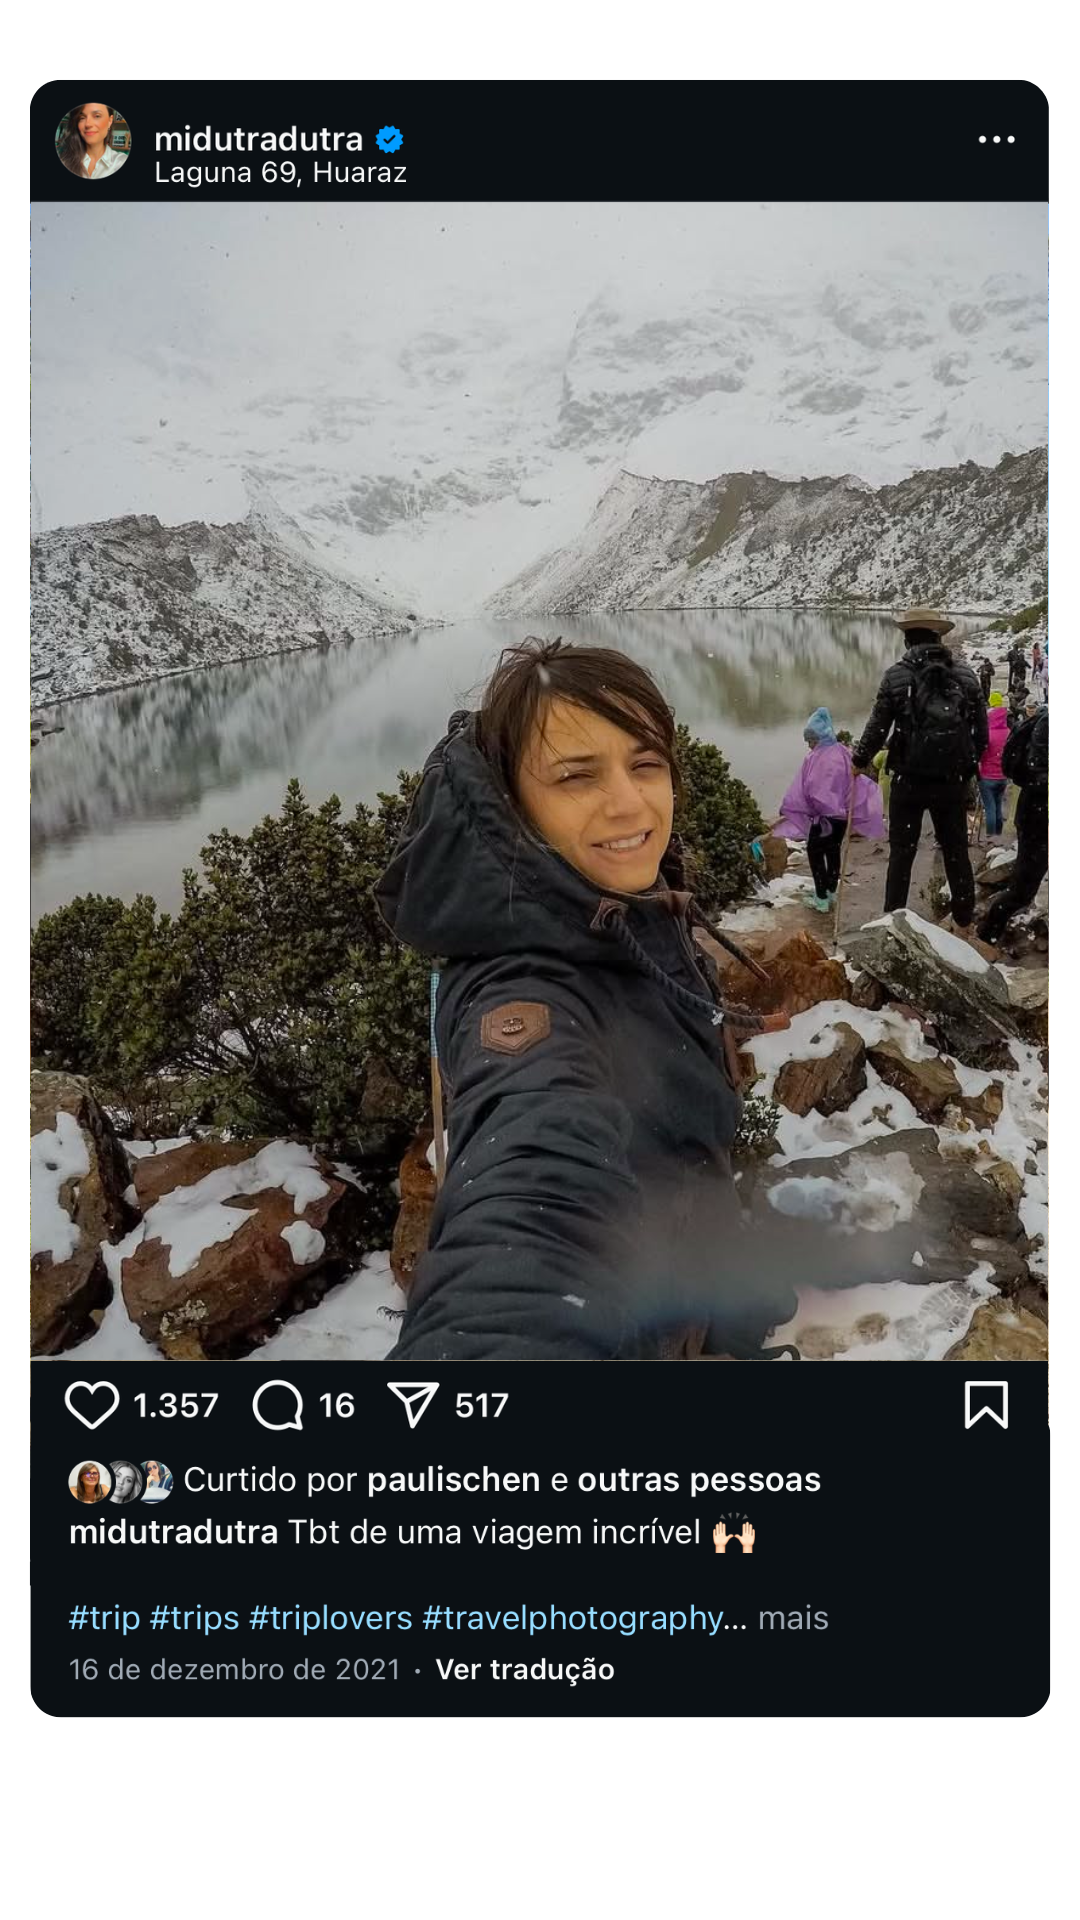 midutradutra
Laguna 69, Huaraz
1.357 16 517
Curtido por paulischen e outras pessoas
midutradutra Tbt de uma viagem incrível 🙌🏻
#trip #trips #triplovers #travelphotography... mais
16 de dezembro de 2021 · Ver tradução